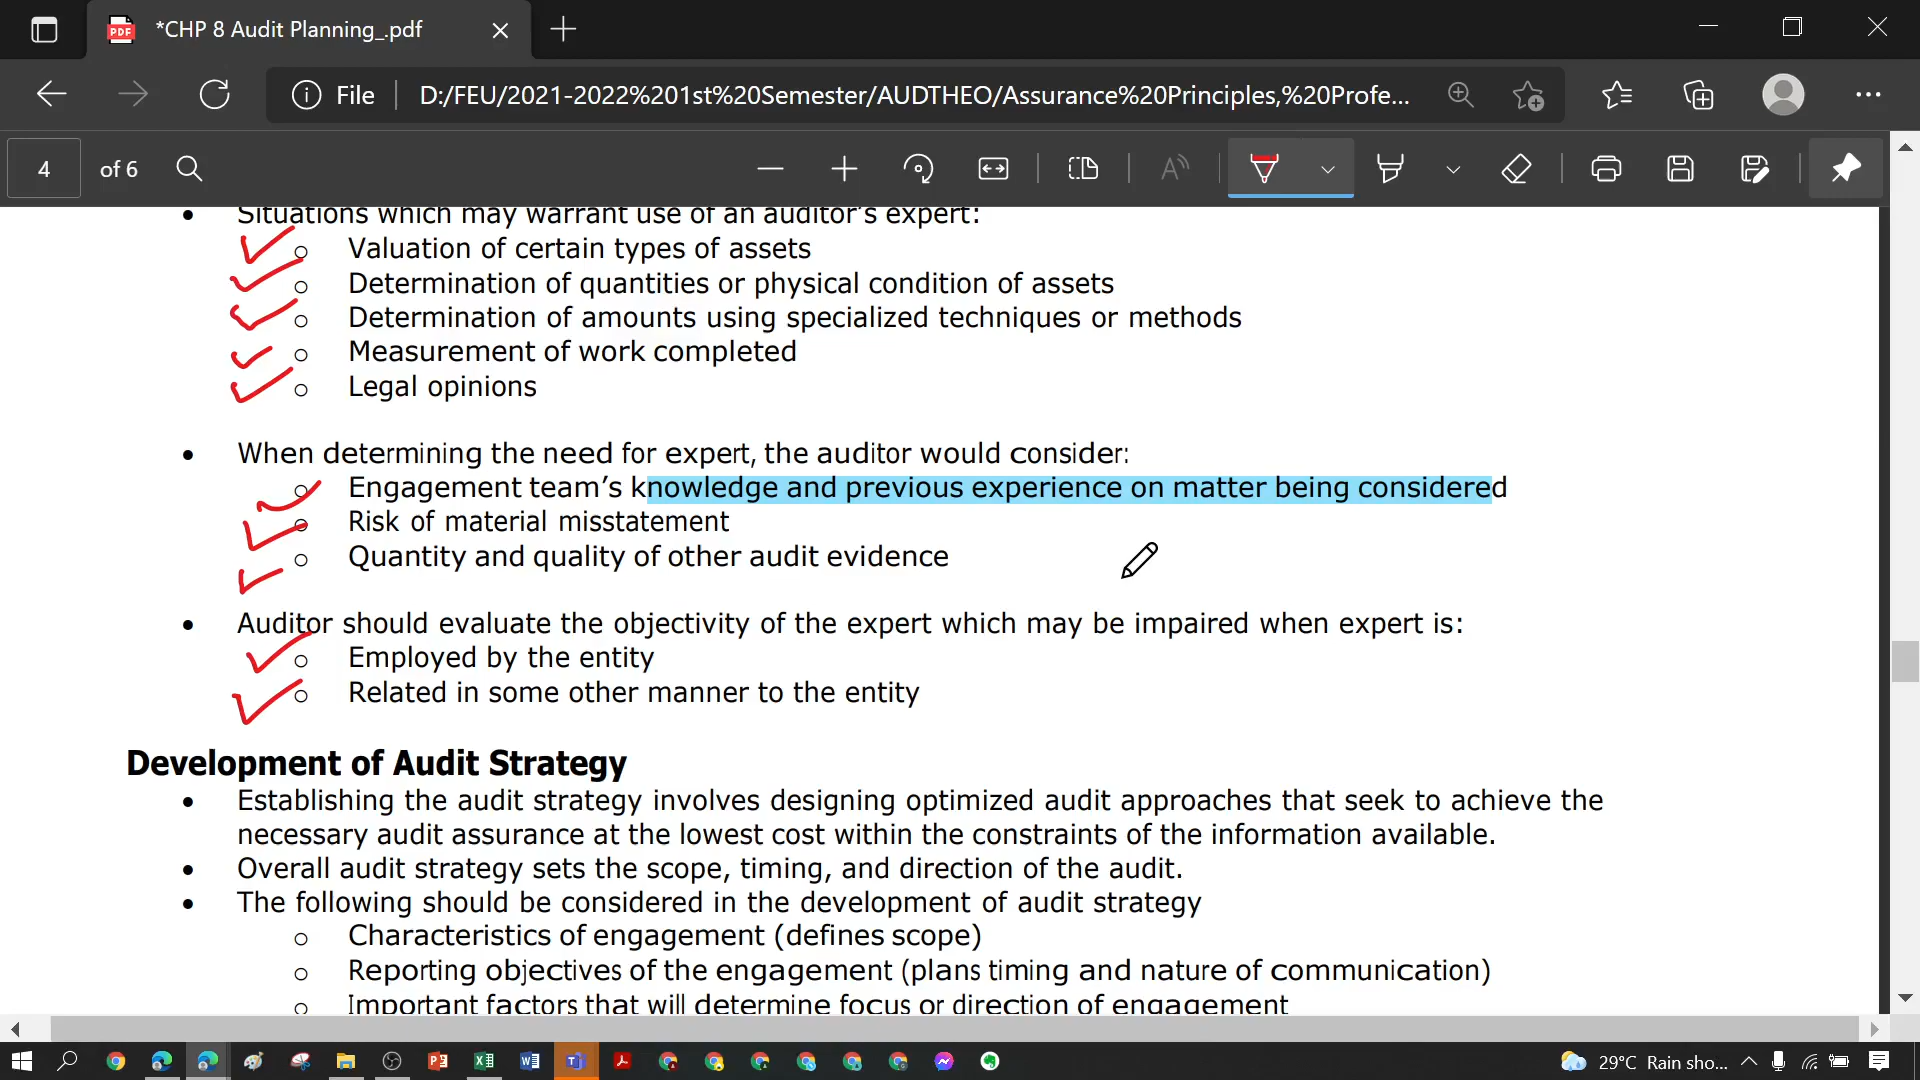 *CHP 8 Audit Planning_.pdf
File
D:/FEU/2021-2022%201st%20Semester/AUDTHEO/Assurance%20Principles,%20Profe...
4
of 6
Situations which may warrant use of an auditor's expert:
Valuation of certain types of assets
Determination of quantities or physical condition of assets
Determination of amounts using specialized techniques or methods
Measurement of work completed
Legal opinions
When determining the need for expert, the auditor would consider:
Engagement team's knowledge and previous experience on matter being considered
Risk of material misstatement
Quantity and quality of other audit evidence
Auditor should evaluate the objectivity of the expert which may be impaired when expert is:
Employed by the entity
Related in some other manner to the entity
Development of Audit Strategy
Establishing the audit strategy involves designing optimized audit approaches that seek to achieve the
necessary audit assurance at the lowest cost within the constraints of the information available.
Overall audit strategy sets the scope, timing, and direction of the audit.
The following should be considered in the development of audit strategy
Characteristics of engagement (defines scope)
Reporting objectives of the engagement (plans timing and nature of communication)
Important factors that will determine focus or direction of engagement
29°C Rain sho...